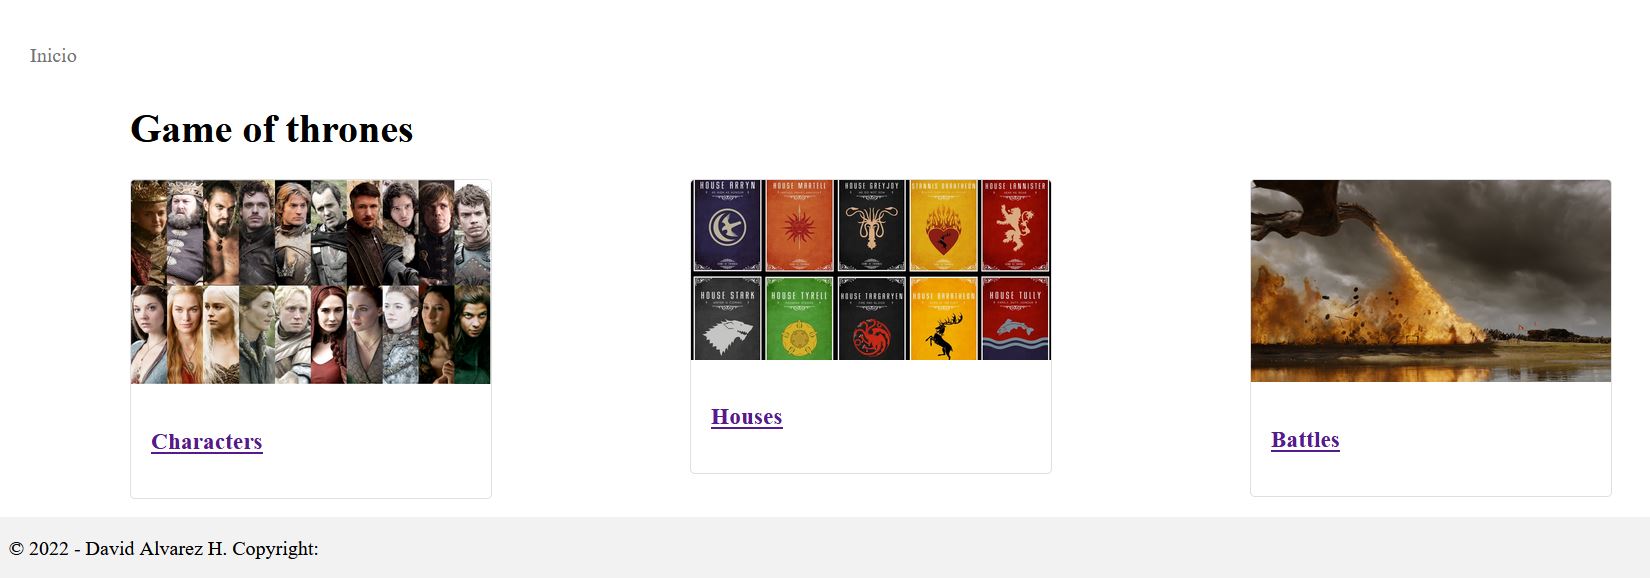 Inicio
Game of thrones
HOUSE ARRYN
HOUSE MARTELL
HOUSE GREYJOY
STANNIS BARATHEON
HOUSE LANNISTER
HOUSE STARK
HOUSE TYRELL
HOUSE TARGARYEN
HOUSE BARATHEON
HOUSE TULLY
Characters
Houses
Battles
© 2022 - David Alvarez H. Copyright: